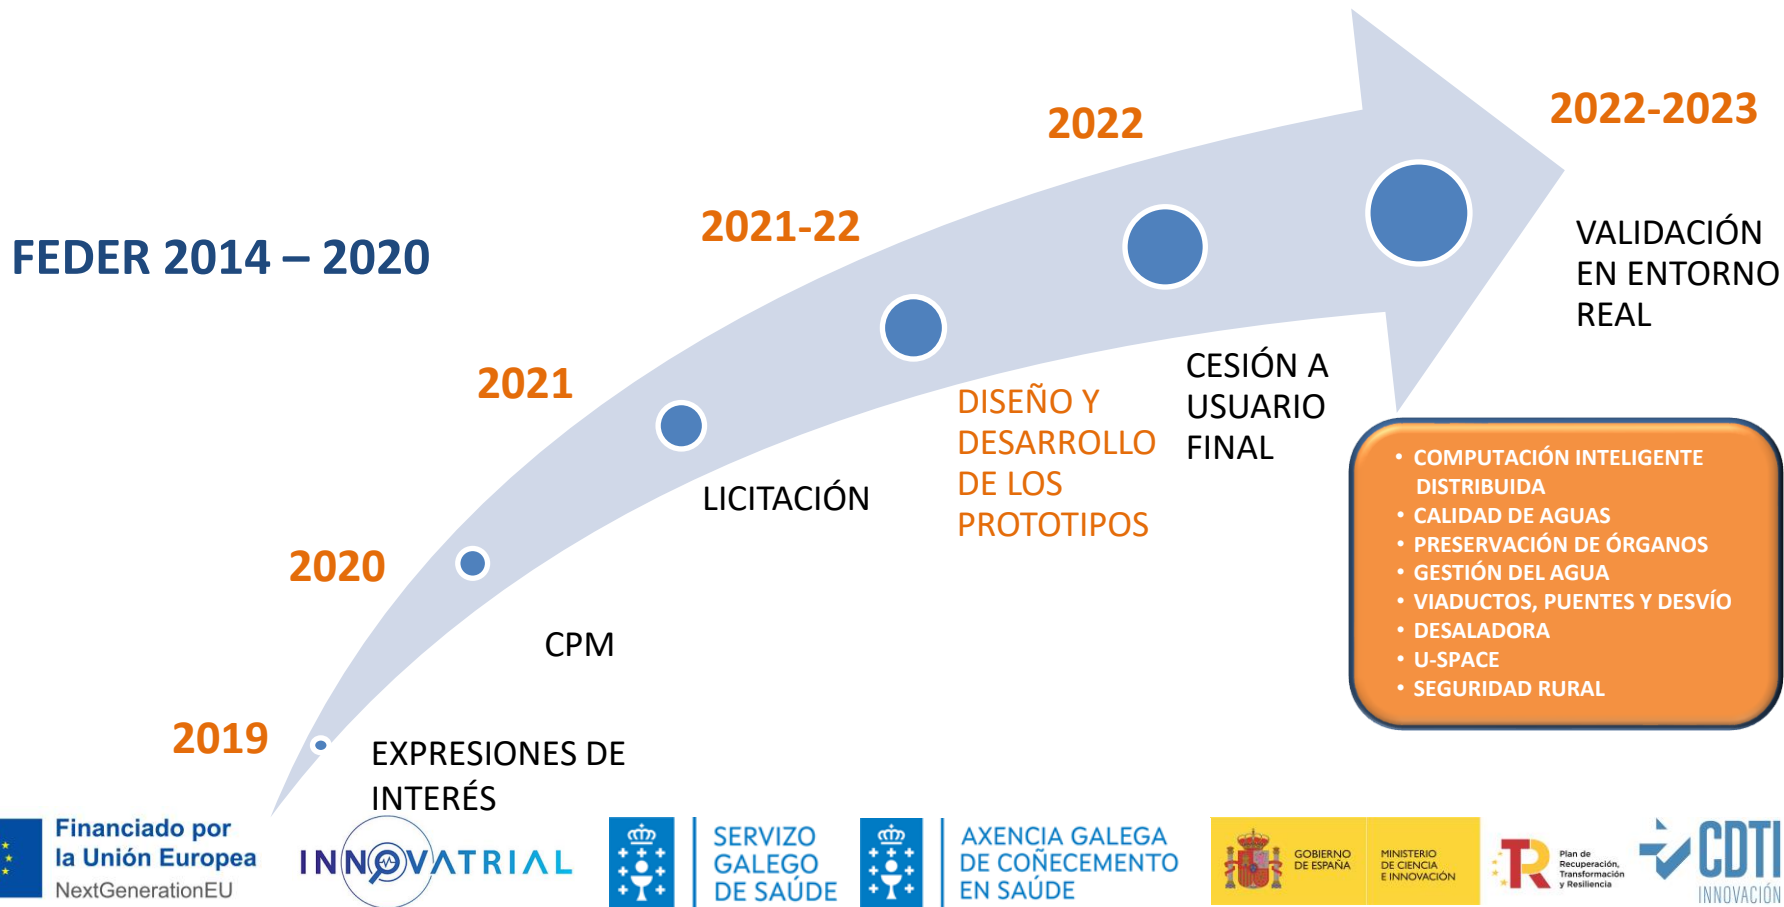 FEDER 2014 – 2020
2019
EXPRESIONES DE
INTERÉS
2020
CPM
2021
LICITACIÓN
2021-22
DISEÑO Y
DESARROLLO
DE LOS
PROTOTIPOS
2022
CESIÓN A
USUARIO
FINAL
2022-2023
VALIDACIÓN
EN ENTORNO
REAL
• COMPUTACIÓN INTELIGENTE
DISTRIBUIDA
• CALIDAD DE AGUAS
• PRESERVACIÓN DE ÓRGANOS
• GESTIÓN DEL AGUA
• VIADUCTOS, PUENTES Y DESVÍO
• DESALADORA
• U-SPACE
• SEGURIDAD RURAL
Financiado por
la Unión Europea
NextGenerationEU
INNOVATRIAL
SERVIZO
GALEGO
DE SAÚDE
AXENCIA GALEGA
DE COÑECEMENTO
EN SAÚDE
GOBIERNO
DE ESPAÑA
MINISTERIO
DE CIENCIA
E INNOVACIÓN
TR
Plan de
Recuperación,
Transformación
y Resiliencia
CDTI
INNOVACIÓN